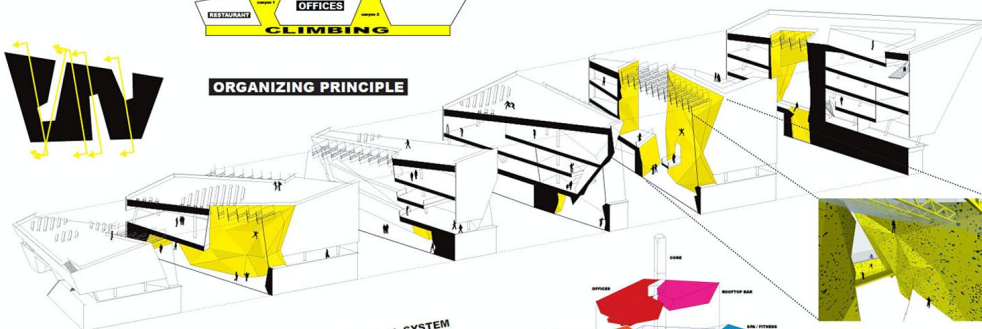 RESTAURANT
canyon 1
OFFICES
canyon 2
CLIMBING
ORGANIZING PRINCIPLE
CORE
OFFICES
ROOFTOP BAR
SYSTEM
SPA / FITNESS